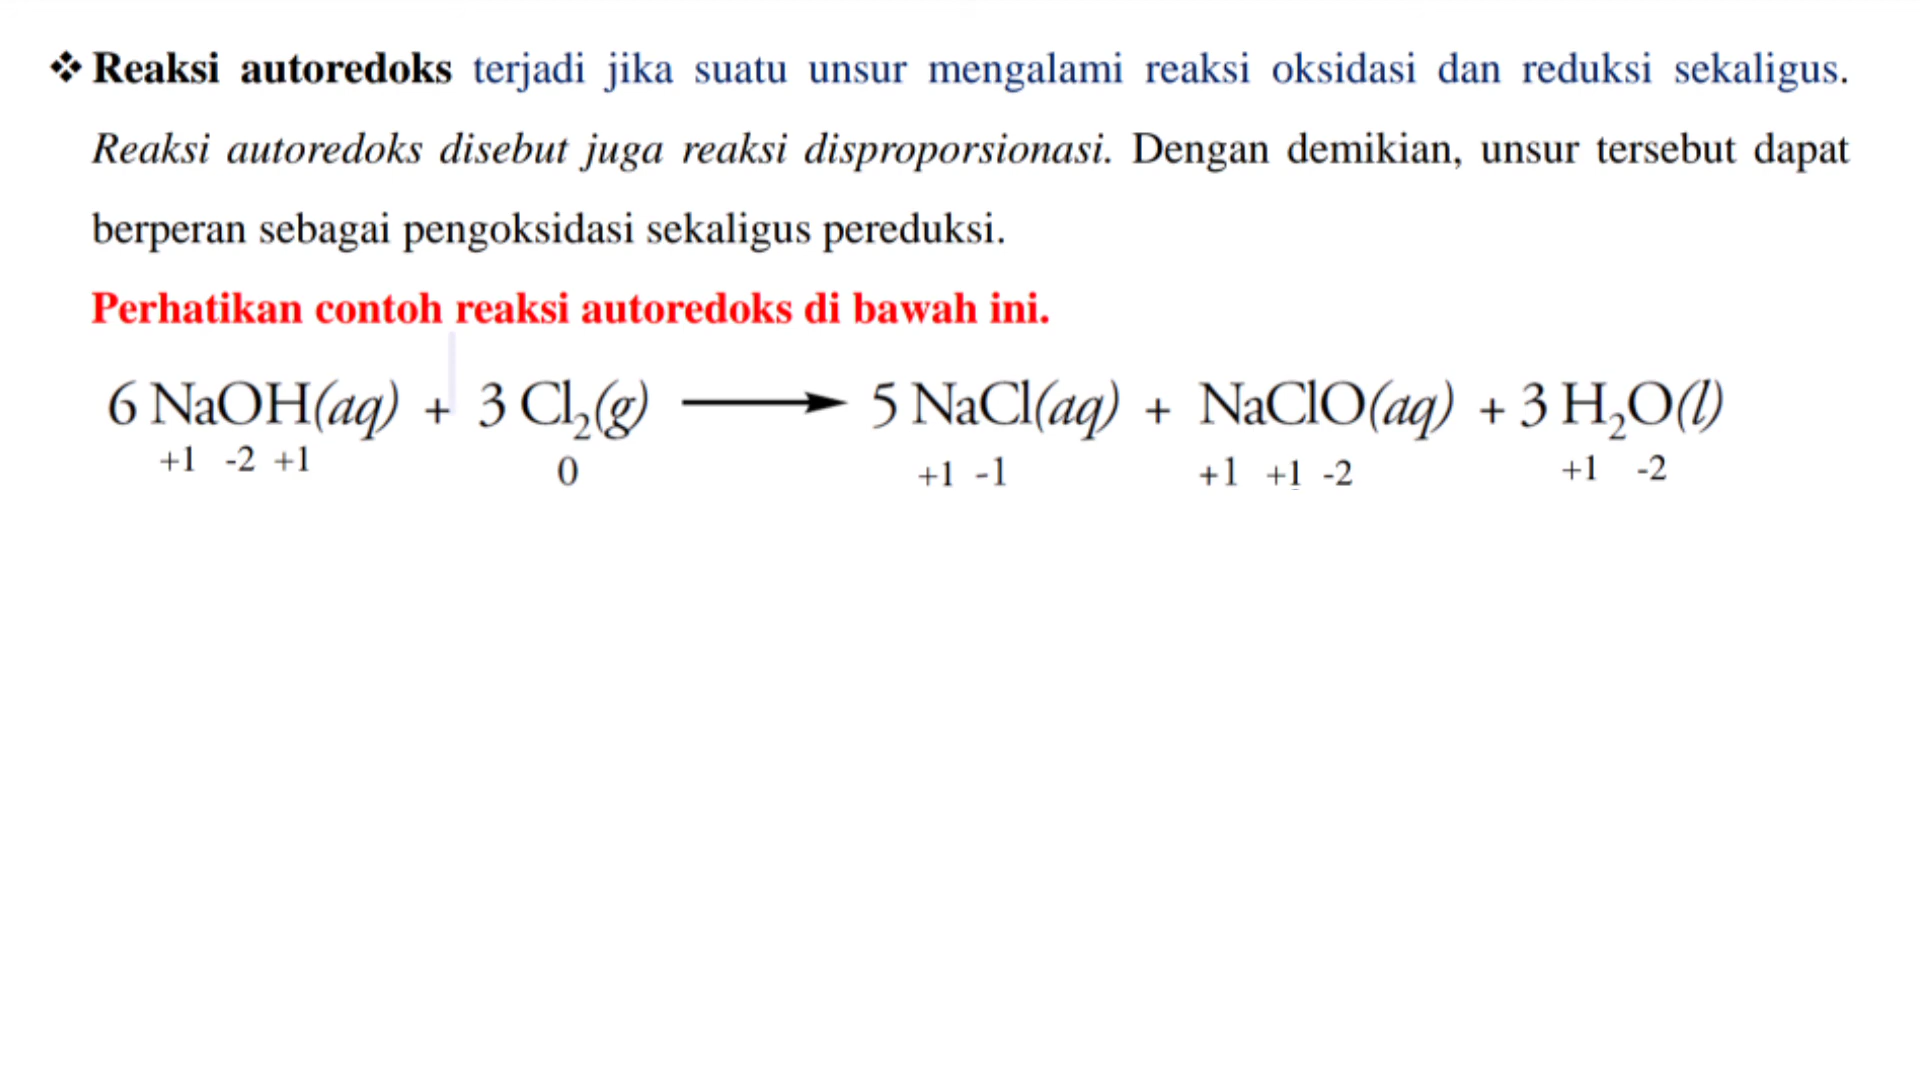 ❖ Reaksi autoredoks terjadi jika suatu unsur mengalami reaksi oksidasi dan reduksi sekaligus.
Reaksi autoredoks disebut juga reaksi disproporsionasi. Dengan demikian, unsur tersebut dapat
berperan sebagai pengoksidasi sekaligus pereduksi.
Perhatikan contoh reaksi autoredoks di bawah ini.
6 NaOH(aq) + 3 Cl₂(g) ⟶ 5 NaCl(aq) + NaClO(aq) + 3 H₂O(l)
+1 -2 +1 0 +1 -1 +1 +1 -2 +1 -2